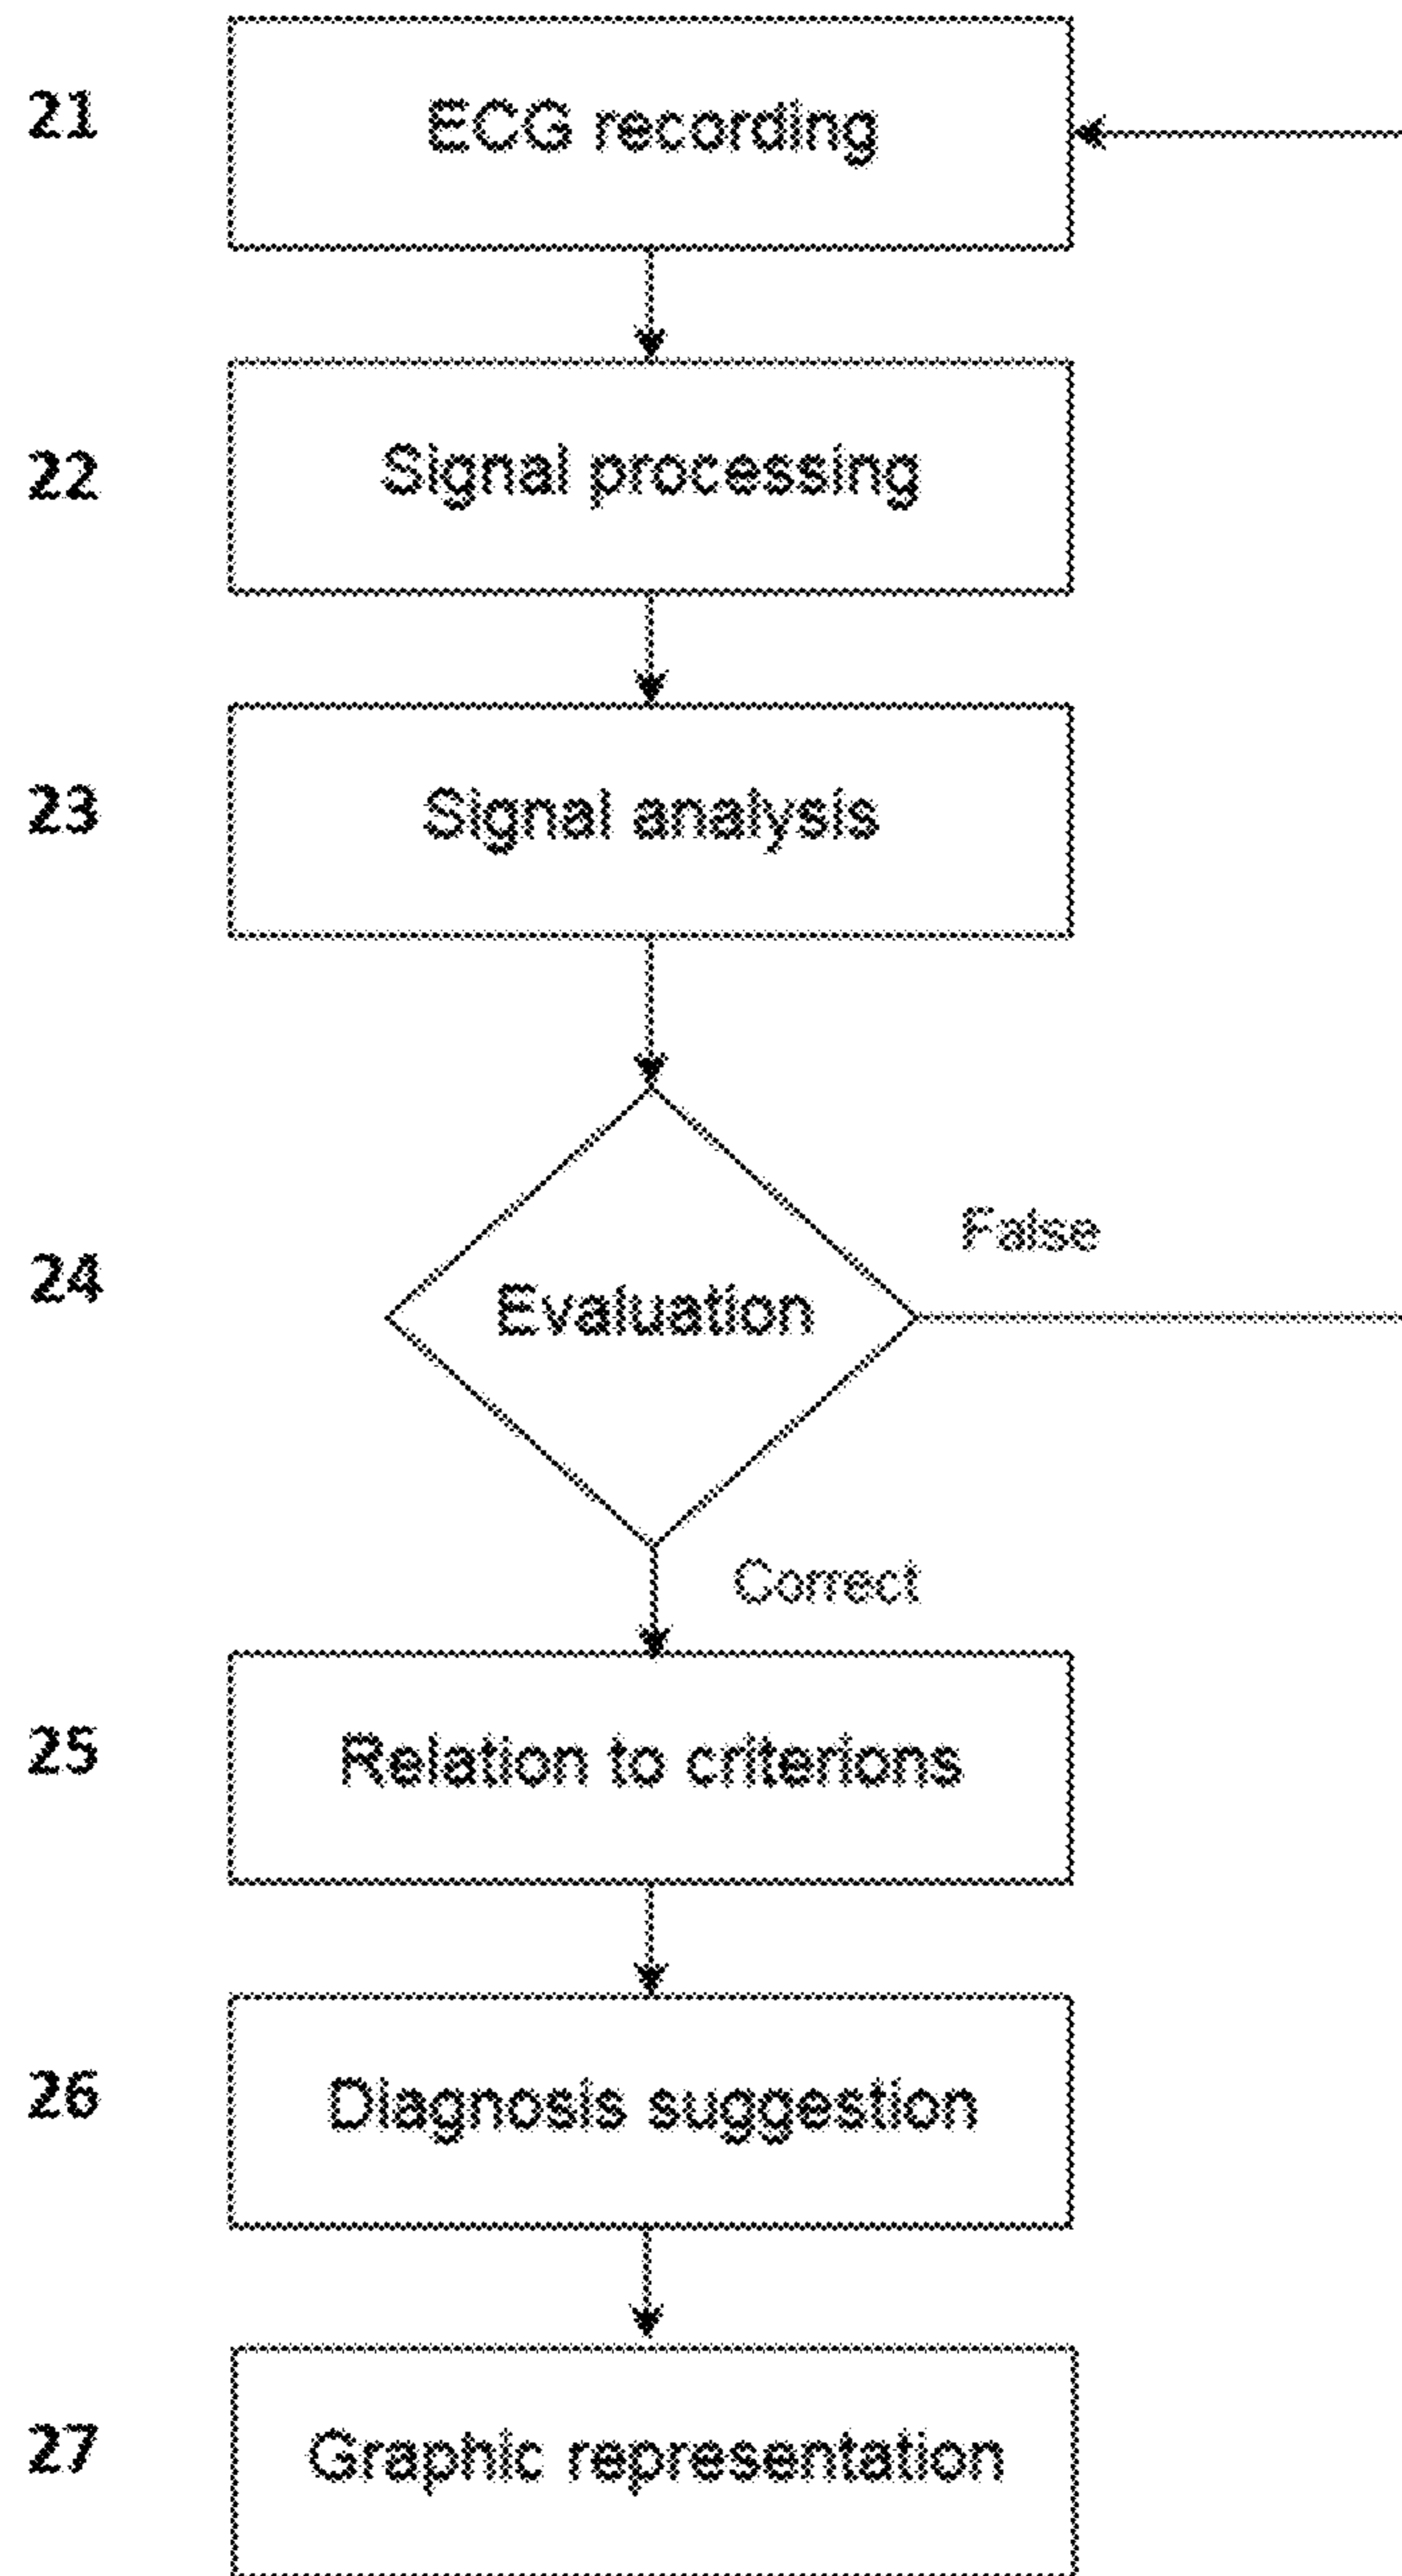 21 ECG recording
22 Signal processing
23 Signal analysis
False
24 Evaluation
Correct
25 Relation to criterions
26 Diagnosis suggestion
27 Graphic representation